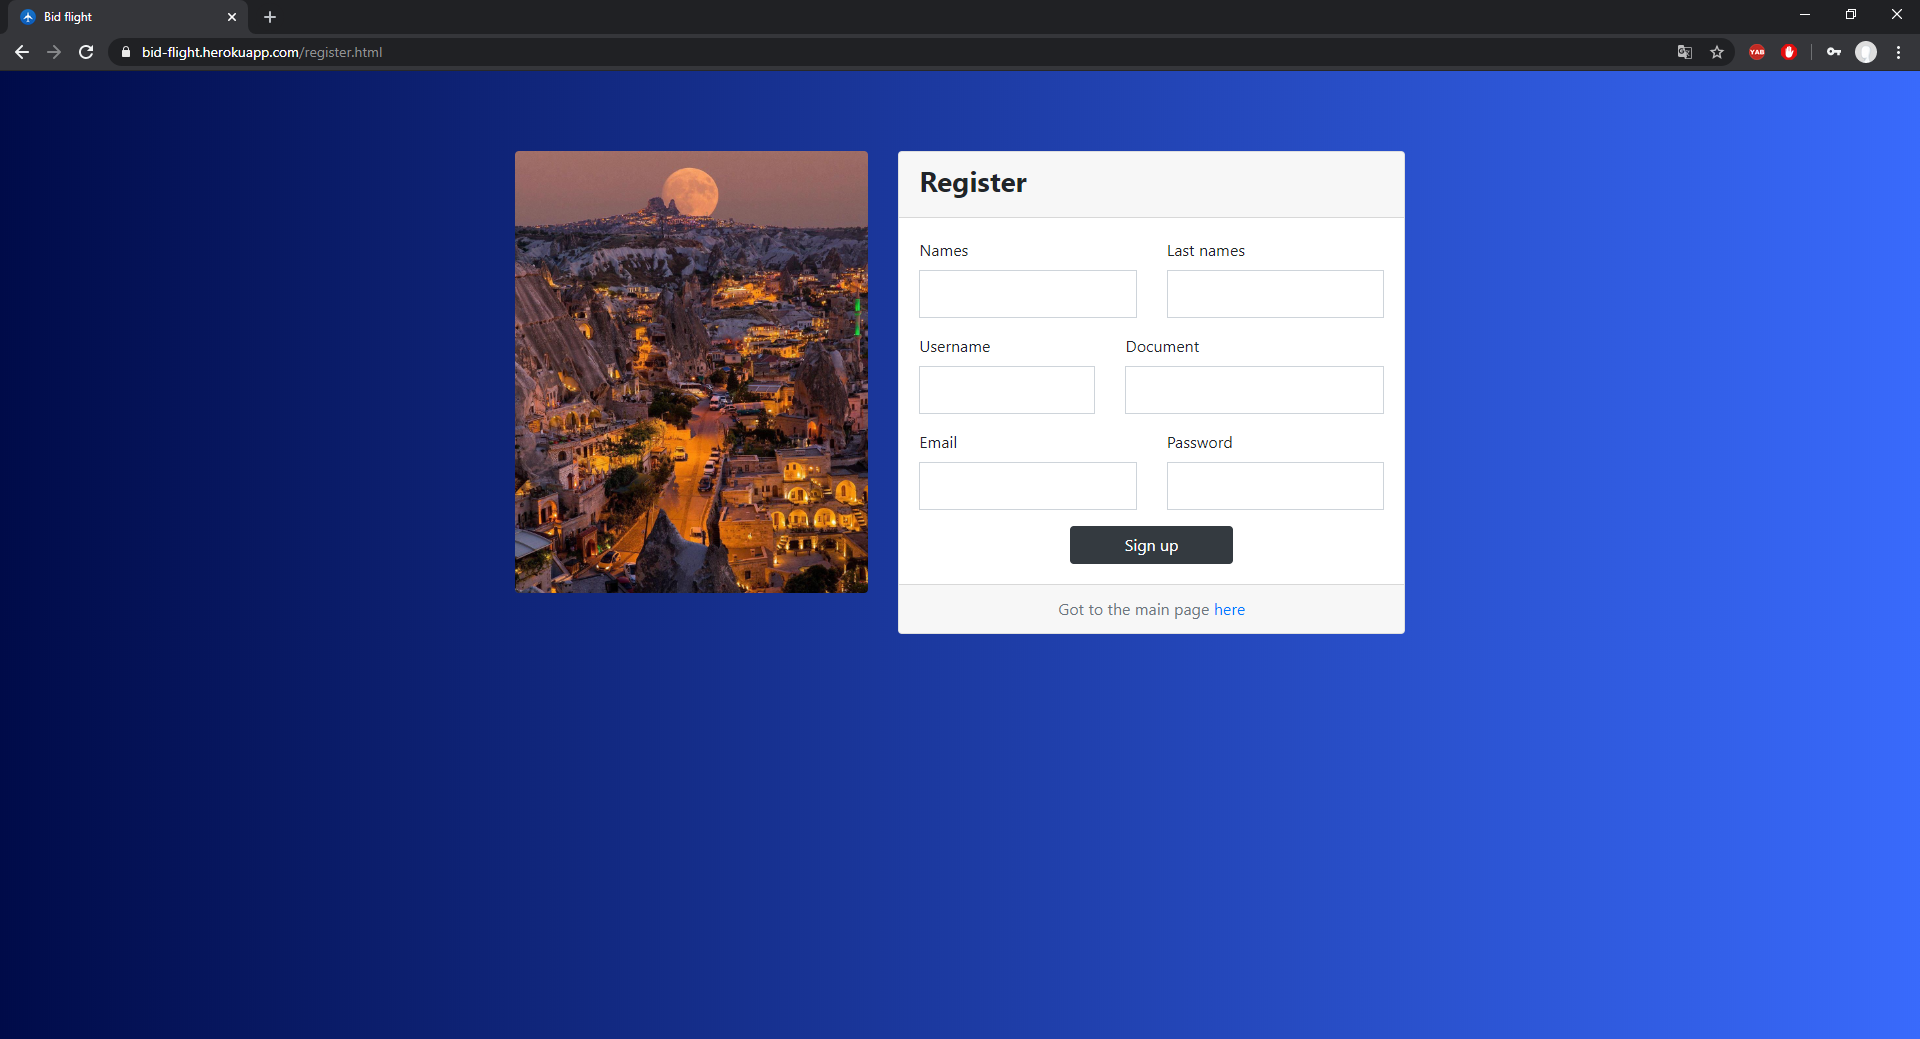 Bid flight
bid-flight.herokuapp.com/register.html
YAB
Register
Names Last names
Username Document
Email Password
Sign up
Got to the main page here